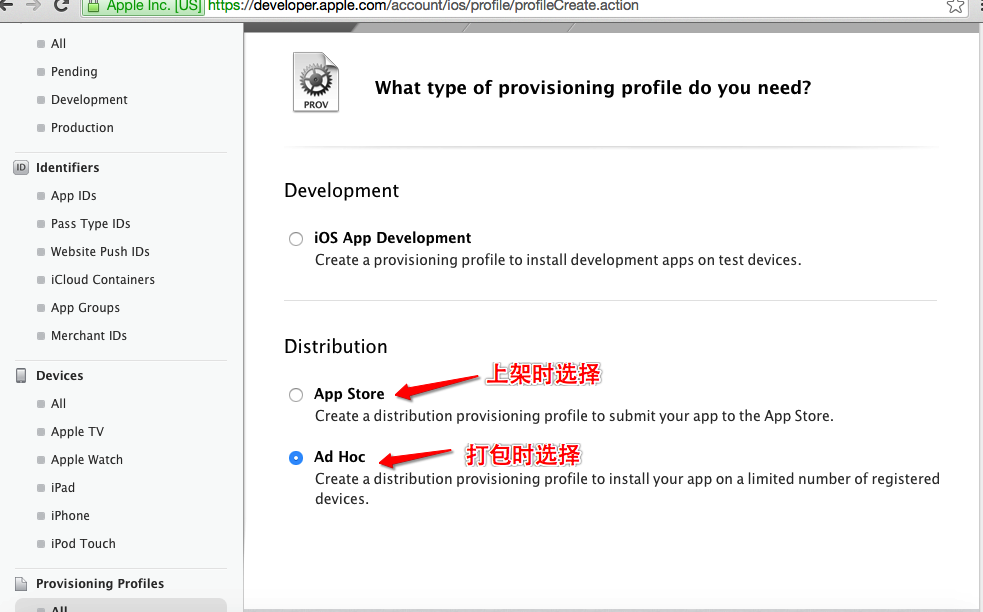 Apple Inc. [US] https://developer.apple.com/account/ios/profile/profileCreate.action
All
Pending
Development
Production
ID Identifiers
App IDs
Pass Type IDs
Website Push IDs
iCloud Containers
App Groups
Merchant IDs
Devices
All
Apple TV
Apple Watch
iPad
iPhone
iPod Touch
Provisioning Profiles
All
PROV
What type of provisioning profile do you need?
Development
iOS App Development
Create a provisioning profile to install development apps on test devices.
Distribution
App Store
上架时选择
Create a distribution provisioning profile to submit your app to the App Store.
Ad Hoc
打包时选择
Create a distribution provisioning profile to install your app on a limited number of registered
devices.